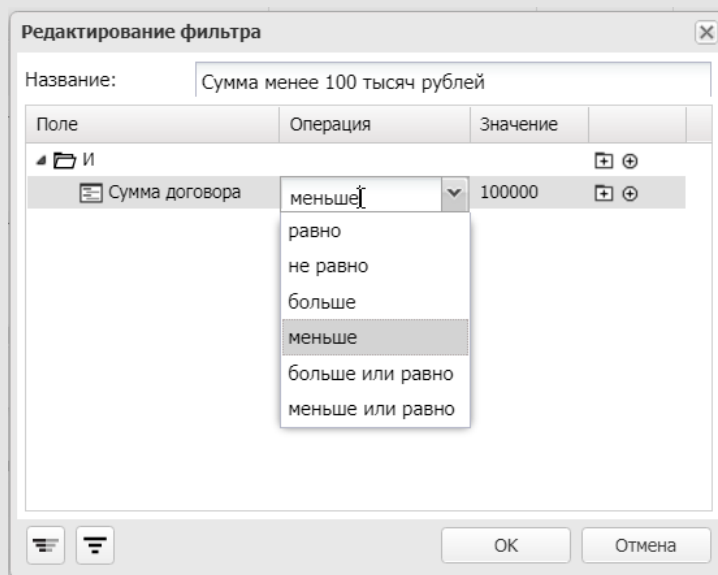 Редактирование фильтра
Название: Сумма менее 100 тысяч рублей
Поле Операция Значение
И
Сумма договора меньше 100000
равно
не равно
больше
меньше
больше или равно
меньше или равно
ОК Отмена